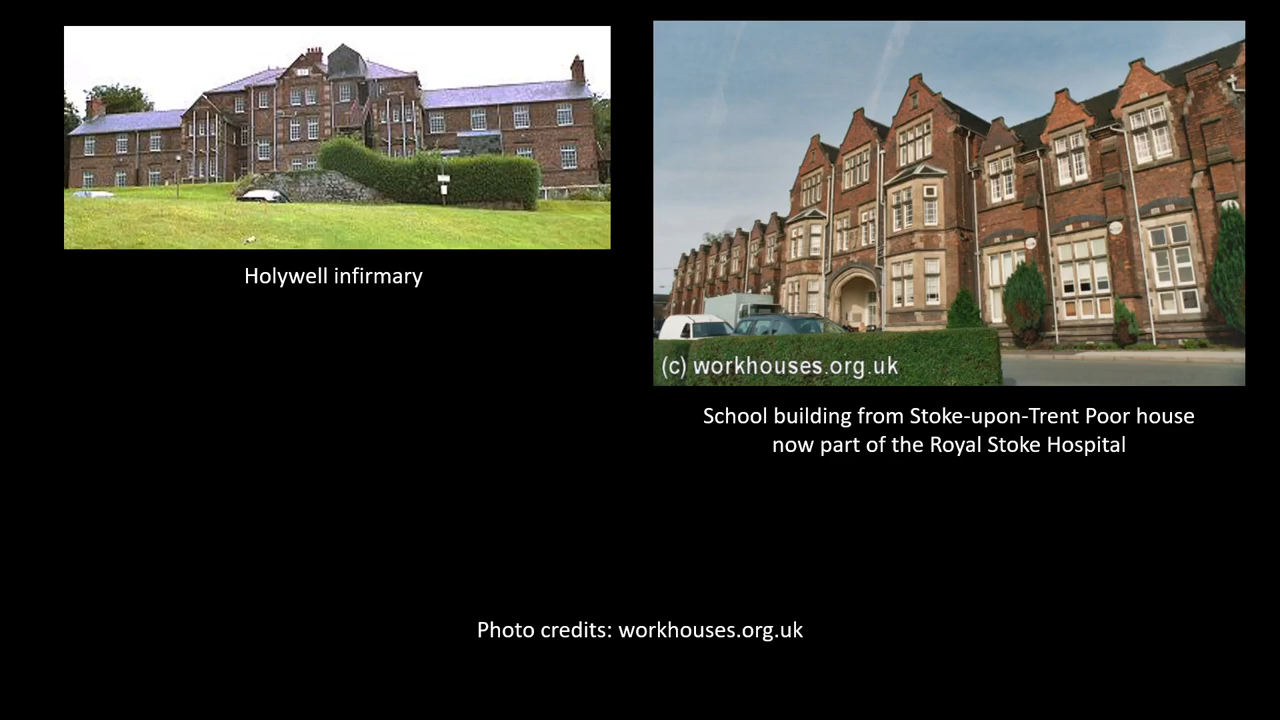 Holywell infirmary
(c) workhouses.org.uk
School building from Stoke-upon-Trent Poor house
now part of the Royal Stoke Hospital
Photo credits: workhouses.org.uk